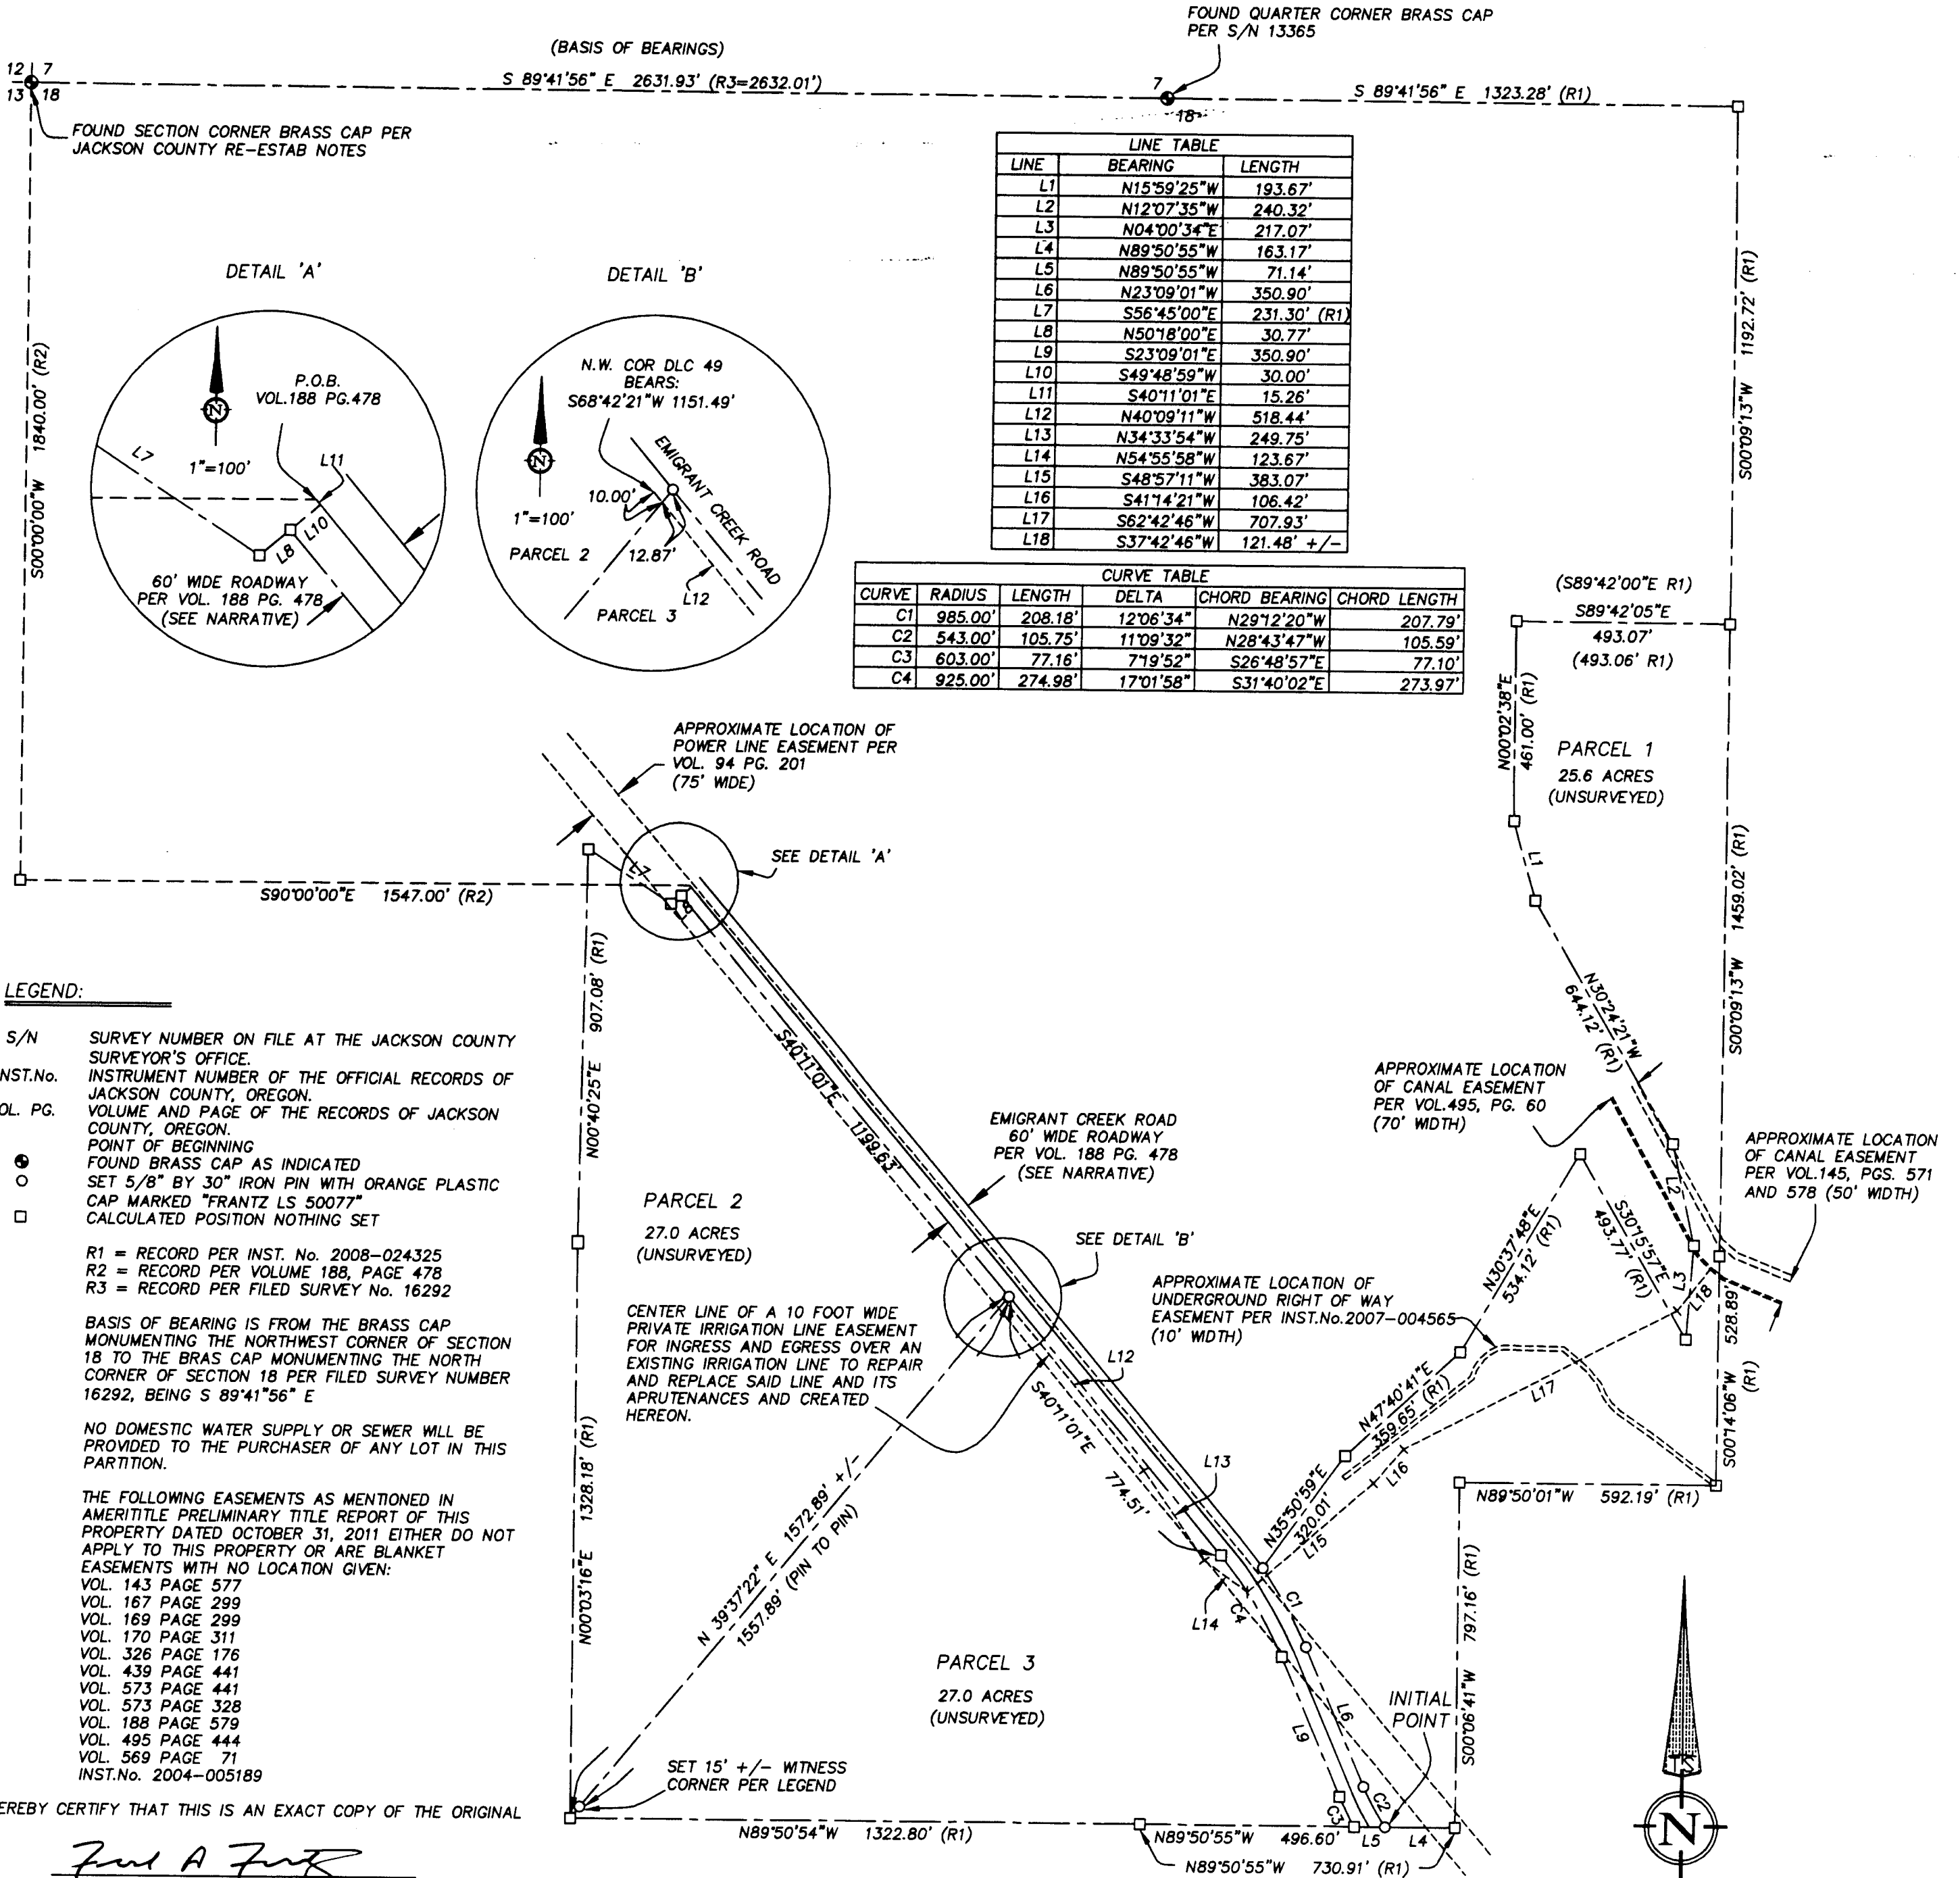 FOUND QUARTER CORNER BRASS CAP
PER S/N 13365
(BASIS OF BEARINGS)
S 89°41'56" E 2631.93' (R3=2632.01')
S 89°41'56" E 1323.28' (R1)
12 7
13 18
7
18
FOUND SECTION CORNER BRASS CAP PER
JACKSON COUNTY RE-ESTAB NOTES
LINE TABLE
LINE BEARING LENGTH
L1 N15°59'25"W 193.67'
L2 N12°07'35"W 240.32'
L3 N04°00'34"E 217.07'
L4 N89°50'55"W 163.17'
L5 N89°50'55"W 71.14'
L6 N23°09'01"W 350.90'
L7 S56°45'00"E 231.30' (R1)
L8 N50°18'00"E 30.77'
L9 S23°09'01"E 350.90'
L10 S49°48'59"W 30.00'
L11 S40°11'01"E 15.26'
L12 N40°09'11"W 518.44'
L13 N34°33'54"W 249.75'
L14 N54°55'58"W 123.67'
L15 S48°57'11"W 383.07'
L16 S41°14'21"W 106.42'
L17 S62°42'46"W 707.93'
L18 S37°42'46"W 121.48' +/-
CURVE TABLE
CURVE RADIUS LENGTH DELTA CHORD BEARING CHORD LENGTH
C1 985.00' 208.18' 12°06'34" N29°12'20"W 207.79'
C2 543.00' 105.75' 11°09'32" N28°43'47"W 105.59'
C3 603.00' 77.16' 7°19'52" S26°48'57"E 77.10'
C4 925.00' 274.98' 17°01'58" S31°40'02"E 273.97'
S00°00'00"W 1840.00' (R2)
DETAIL 'A'
P.O.B.
VOL.188 PG.478
N
1"=100'
L7
L11
L10
L8
60' WIDE ROADWAY
PER VOL. 188 PG. 478
(SEE NARRATIVE)
DETAIL 'B'
N.W. COR DLC 49
BEARS:
S68°42'21"W 1151.49'
N
1"=100'
EMIGRANT CREEK ROAD
10.00'
PARCEL 2
12.87'
L12
PARCEL 3
S00°09'13"W 1192.72' (R1)
(S89°42'00"E R1)
S89°42'05"E
493.07'
(493.06' R1)
N00°02'38"E
461.00' (R1)
PARCEL 1
25.6 ACRES
(UNSURVEYED)
L1
S00°09'13"W 1459.02' (R1)
N30°24'21"W
644.12' (R1)
APPROXIMATE LOCATION OF
POWER LINE EASEMENT PER
VOL. 94 PG. 201
(75' WIDE)
SEE DETAIL 'A'
L7
L8
S90°00'00"E 1547.00' (R2)
N00°40'25"E 907.08' (R1)
S40°11'01"E 1199.63'
LEGEND:
S/N SURVEY NUMBER ON FILE AT THE JACKSON COUNTY
SURVEYOR'S OFFICE.
NST.No. INSTRUMENT NUMBER OF THE OFFICIAL RECORDS OF
JACKSON COUNTY, OREGON.
OL. PG. VOLUME AND PAGE OF THE RECORDS OF JACKSON
COUNTY, OREGON.
POINT OF BEGINNING
FOUND BRASS CAP AS INDICATED
SET 5/8" BY 30" IRON PIN WITH ORANGE PLASTIC
CAP MARKED "FRANTZ LS 50077"
CALCULATED POSITION NOTHING SET
R1 = RECORD PER INST. No. 2008-024325
R2 = RECORD PER VOLUME 188, PAGE 478
R3 = RECORD PER FILED SURVEY No. 16292
BASIS OF BEARING IS FROM THE BRASS CAP
MONUMENTING THE NORTHWEST CORNER OF SECTION
18 TO THE BRAS CAP MONUMENTING THE NORTH
CORNER OF SECTION 18 PER FILED SURVEY NUMBER
16292, BEING S 89°41"56" E
NO DOMESTIC WATER SUPPLY OR SEWER WILL BE
PROVIDED TO THE PURCHASER OF ANY LOT IN THIS
PARTITION.
THE FOLLOWING EASEMENTS AS MENTIONED IN
AMERITITLE PRELIMINARY TITLE REPORT OF THIS
PROPERTY DATED OCTOBER 31, 2011 EITHER DO NOT
APPLY TO THIS PROPERTY OR ARE BLANKET
EASEMENTS WITH NO LOCATION GIVEN:
VOL. 143 PAGE 577
VOL. 167 PAGE 299
VOL. 169 PAGE 299
VOL. 170 PAGE 311
VOL. 326 PAGE 176
VOL. 439 PAGE 441
VOL. 573 PAGE 441
VOL. 573 PAGE 328
VOL. 188 PAGE 579
VOL. 495 PAGE 444
VOL. 569 PAGE 71
INST.No. 2004-005189
EREBY CERTIFY THAT THIS IS AN EXACT COPY OF THE ORIGINAL
EMIGRANT CREEK ROAD
60' WIDE ROADWAY
PER VOL. 188 PG. 478
(SEE NARRATIVE)
PARCEL 2
27.0 ACRES
(UNSURVEYED)
SEE DETAIL 'B'
CENTER LINE OF A 10 FOOT WIDE
PRIVATE IRRIGATION LINE EASEMENT
FOR INGRESS AND EGRESS OVER AN
EXISTING IRRIGATION LINE TO REPAIR
AND REPLACE SAID LINE AND ITS
APRUTENANCES AND CREATED
HEREON.
APPROXIMATE LOCATION
OF CANAL EASEMENT
PER VOL.495, PG. 60
(70' WIDTH)
APPROXIMATE LOCATION
OF CANAL EASEMENT
PER VOL.145, PGS. 571
AND 578 (50' WIDTH)
APPROXIMATE LOCATION OF
UNDERGROUND RIGHT OF WAY
EASEMENT PER INST.No.2007-004565
(10' WIDTH)
L2
L3
L18
N30°37'48"E
534.12' (R1)
S30°15'57"E
493.77' (R1)
528.89'
S00°14'06"W
(R1)
L12
L17
N47°40'41"E
359.65' (R1)
L16
S40°11'01"E 774.51'
L13
N35°50'59"E
320.01'
L15
N89°50'01"W 592.19' (R1)
N00°03'16"E 1328.18' (R1)
N 39°37'22" E 1572.89' +/-
1557.89' (PIN TO PIN)
L14
C4
C1
S00°06'41"W 797.16' (R1)
PARCEL 3
27.0 ACRES
(UNSURVEYED)
INITIAL
POINT
L6
L9
SET 15' +/- WITNESS
CORNER PER LEGEND
C3
C2
N89°50'54"W 1322.80' (R1)
N89°50'55"W 496.60'
L5
L4
N89°50'55"W 730.91' (R1)
N